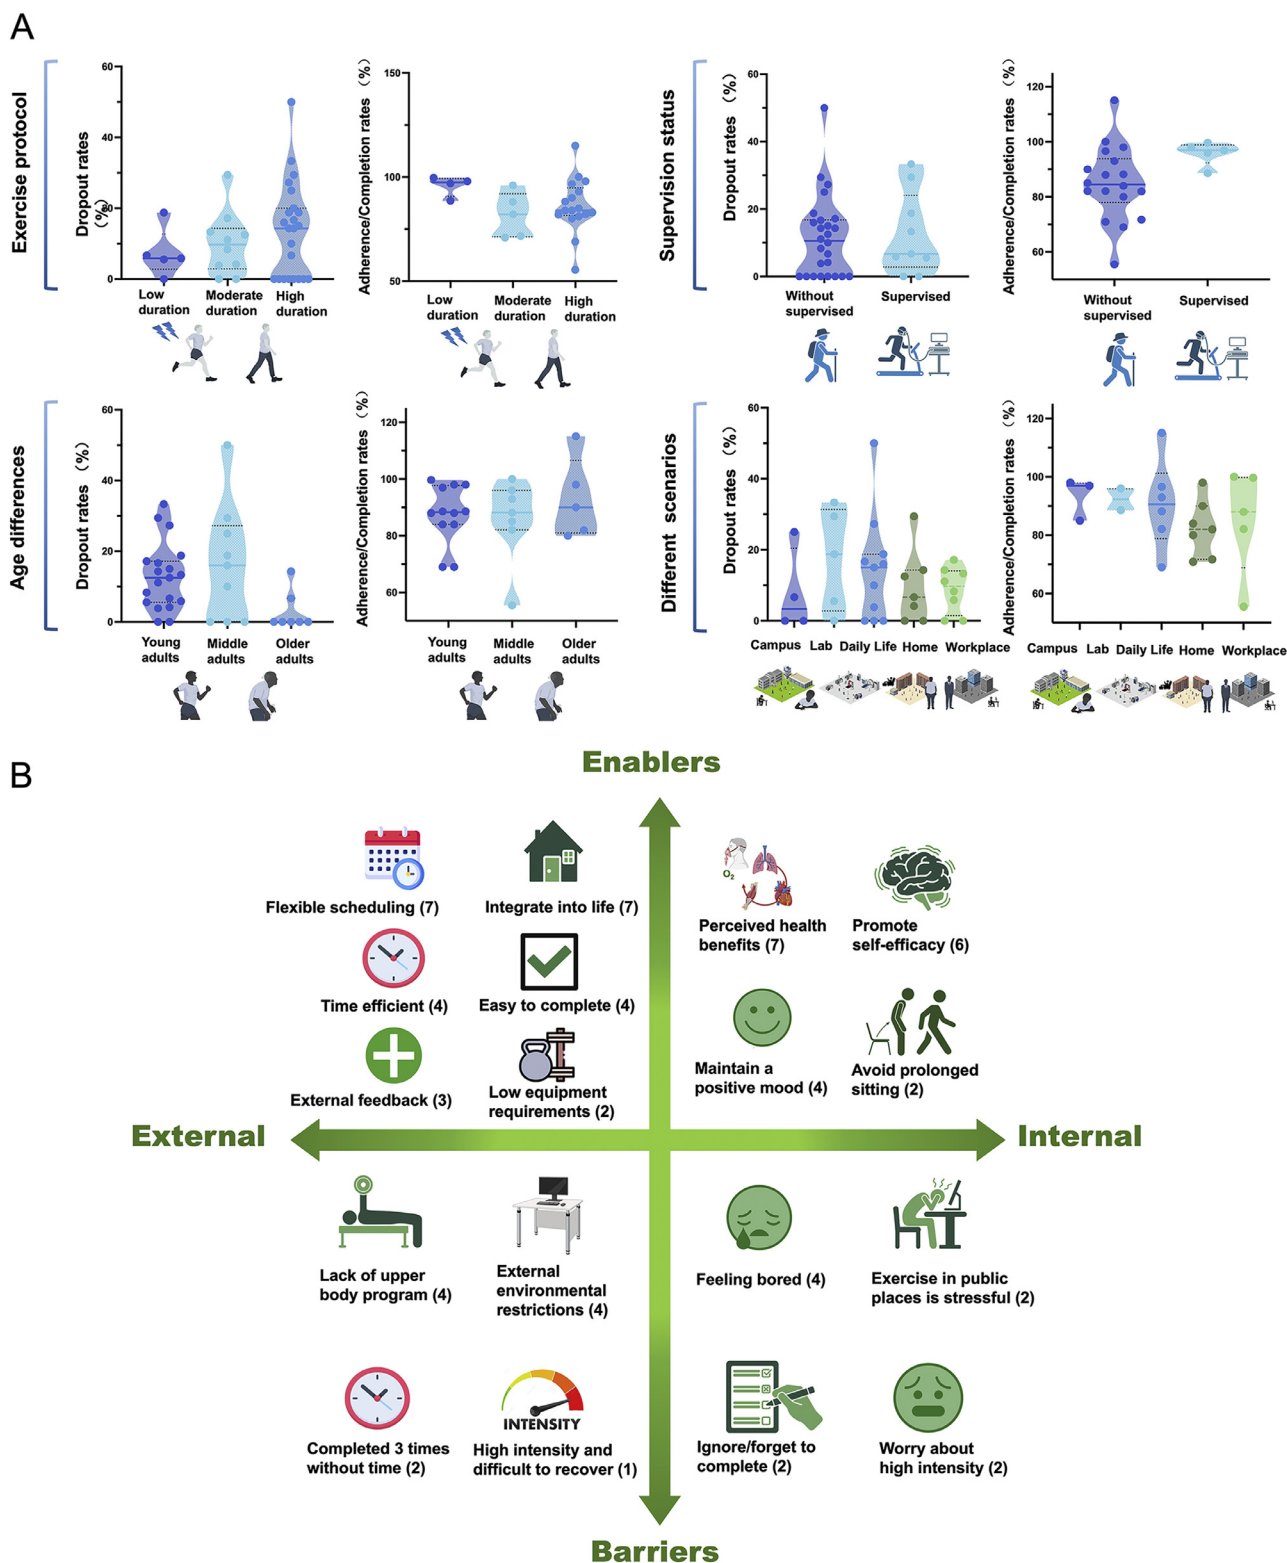 A
Exercise protocol
Dropout rates
(%)
60
40
20
0
Low
duration
Moderate
duration
High
duration
Adherence/Completion rates (%)
150
100
50
Low
duration
Moderate
duration
High
duration
Supervision status
Dropout rates (%)
60
40
20
0
Without
supervised
Supervised
Adherence/Completion rates (%)
120
100
80
60
Without
supervised
Supervised
Age differences
Dropout rates (%)
60
40
20
0
Young
adults
Middle
adults
Older
adults
Adherence/Completion rates (%)
120
100
80
60
Young
adults
Middle
adults
Older
adults
Different scenarios
Dropout rates (%)
60
40
20
0
Campus Lab Daily Life Home Workplace
Adherence/Completion rates (%)
120
100
80
60
Campus Lab Daily Life Home Workplace
B
Enablers
Flexible scheduling (7)
Integrate into life (7)
O2
Perceived health
benefits (7)
Promote
self-efficacy (6)
Time efficient (4)
Easy to complete (4)
Maintain a
positive mood (4)
Avoid prolonged
sitting (2)
External feedback (3)
Low equipment
requirements (2)
External
Internal
Lack of upper
body program (4)
External
environmental
restrictions (4)
Feeling bored (4)
Exercise in public
places is stressful (2)
Completed 3 times
without time (2)
INTENSITY
High intensity and
difficult to recover (1)
Ignore/forget to
complete (2)
Worry about
high intensity (2)
Barriers